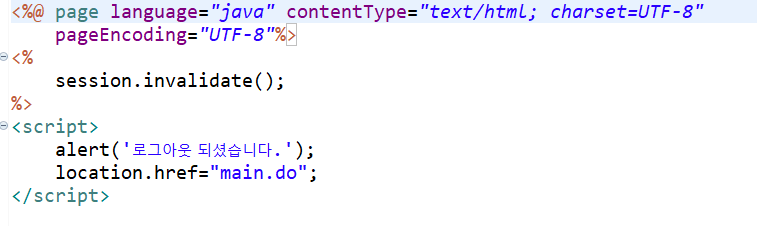 <%@ page language="java" contentType="text/html; charset=UTF-8"
    pageEncoding="UTF-8"%>
<%
    session.invalidate();
%>
<script>
    alert('로그아웃 되셨습니다.');
    location.href="main.do";
</script>